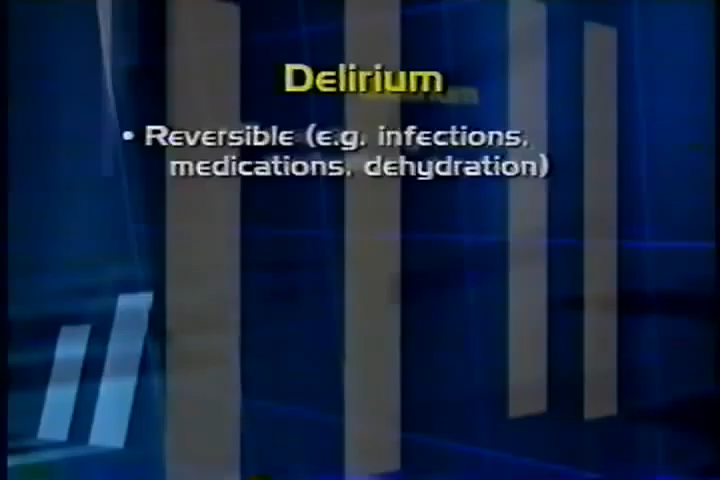 Delirium
• Reversible (e.g. infections,
medications, dehydration)